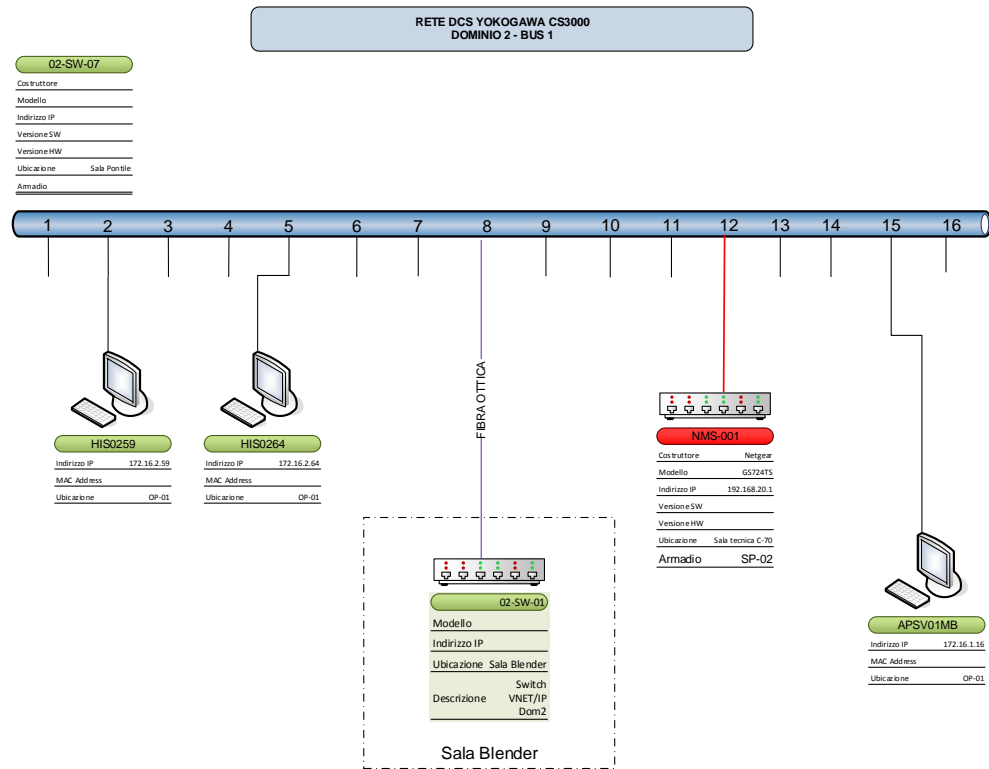 RETE DCS YOKOGAWA CS3000
DOMINIO 2 - BUS 1
02-SW-07
Costruttore
Modello
Indirizzo IP
Versione SW
Versione HW
Ubicazione Sala Pontile
Armadio
1 2 3 4 5 6 7 8 9 10 11 12 13 14 15 16
FIBRA OTTICA
HIS0259
Indirizzo IP 172.16.2.59
MAC Address
Ubicazione OP-01
HIS0264
Indirizzo IP 172.16.2.64
MAC Address
Ubicazione OP-01
NMS-001
Costruttore Netgear
Modello GS724TS
Indirizzo IP 192.168.20.1
Versione SW
Versione HW
Ubicazione Sala tecnica C-70
Armadio SP-02
02-SW-01
Modello
Indirizzo IP
Ubicazione Sala Blender
Descrizione Switch
VNET/IP
Dom2
Sala Blender
APSV01MB
Indirizzo IP 172.16.1.16
MAC Address
Ubicazione OP-01